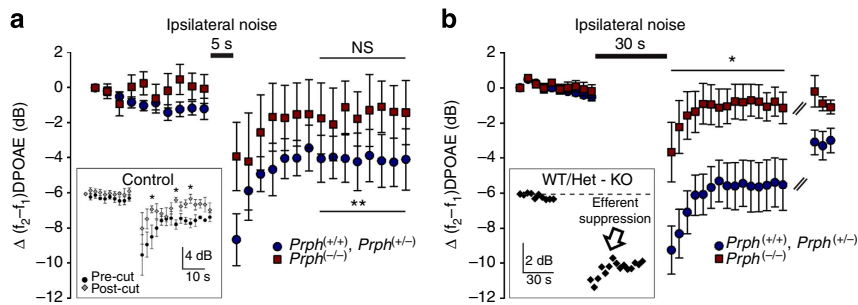 a
Ipsilateral noise
5 s
NS
2
0
−2
−4
−6
−8
−10
−12
Δ (f₂–f₁)DPOAE (dB)
Control
* * *
4 dB
10 s
Pre-cut
Post-cut
**
Prph(+/+), Prph(+/−)
Prph(−/−)
b
Ipsilateral noise
30 s
*
2
0
−2
−4
−6
−8
−10
−12
Δ (f₂–f₁)DPOAE (dB)
WT/Het - KO
Efferent
suppression
2 dB
30 s
Prph(+/+), Prph(+/−)
Prph(−/−)